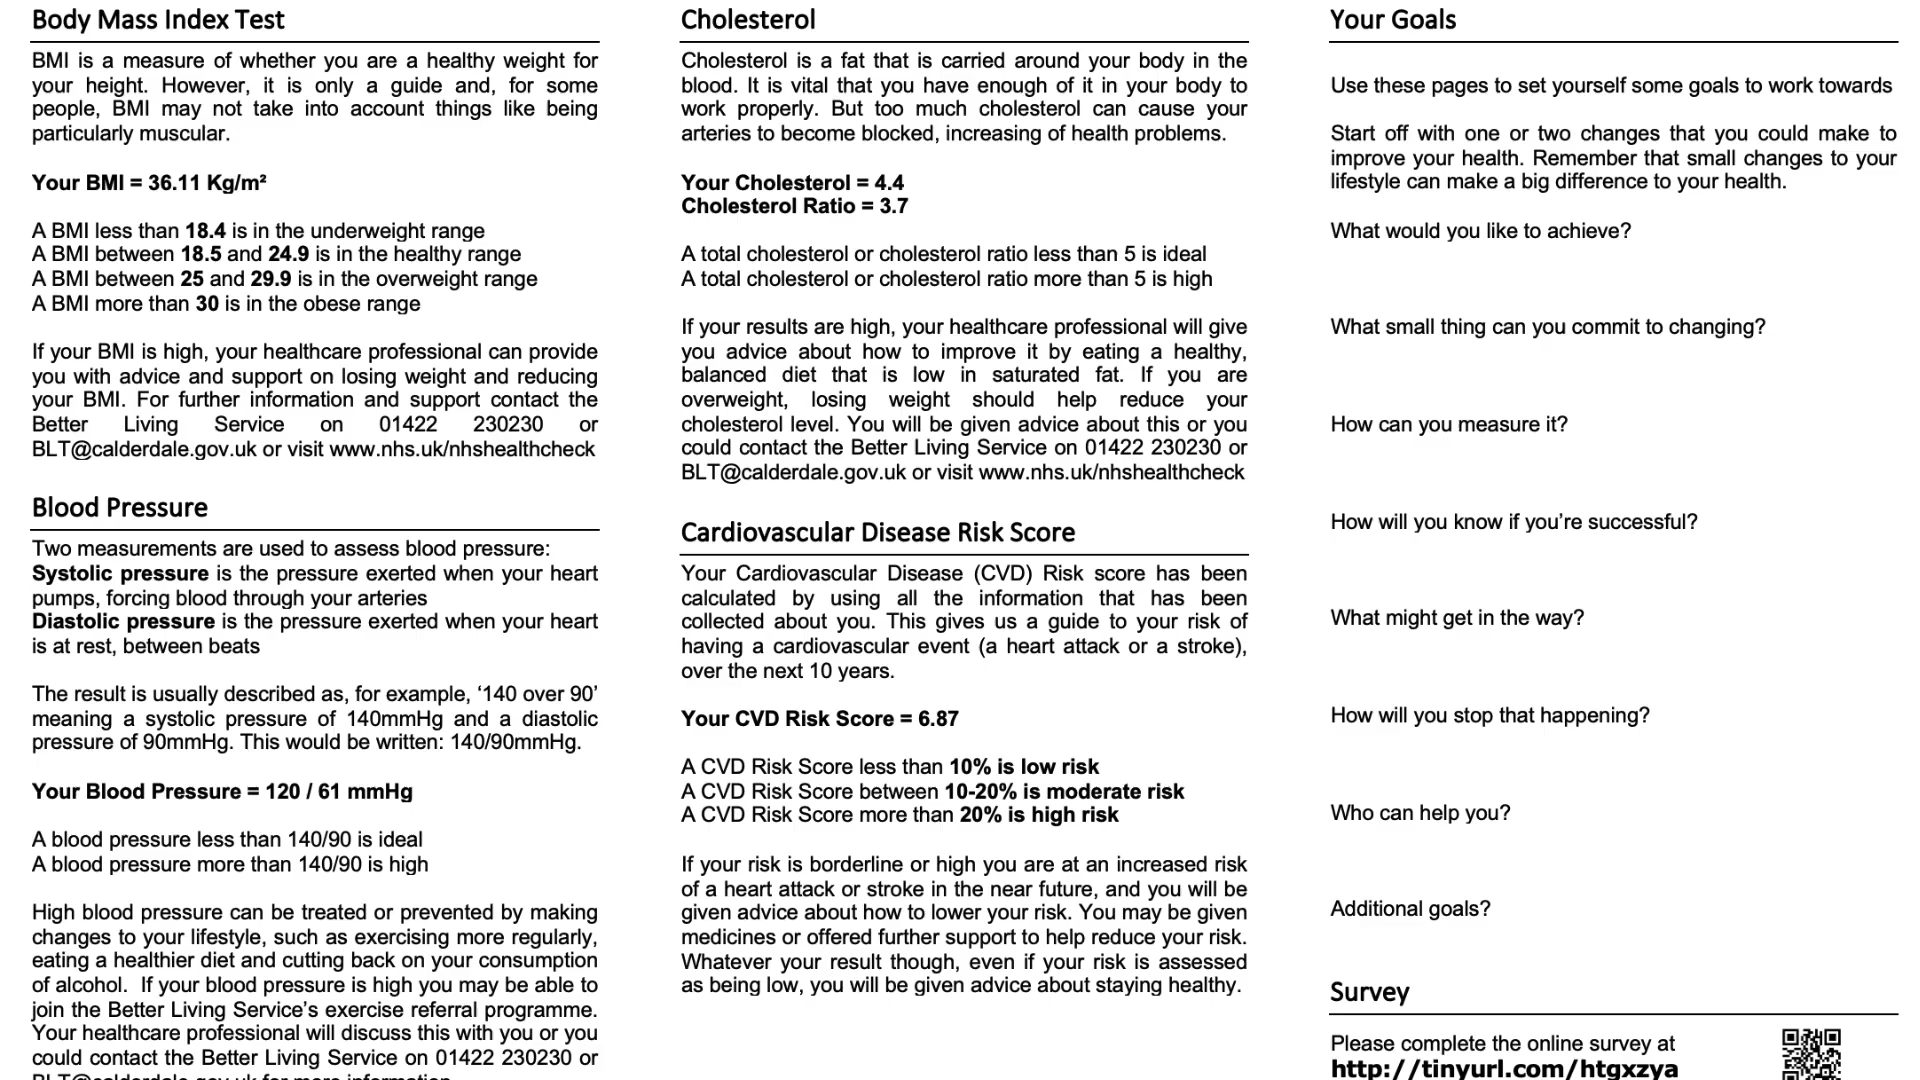 Body Mass Index Test
BMI is a measure of whether you are a healthy weight for
your height. However, it is only a guide and, for some
people, BMI may not take into account things like being
particularly muscular.
Your BMI = 36.11 Kg/m²
A BMI less than 18.4 is in the underweight range
A BMI between 18.5 and 24.9 is in the healthy range
A BMI between 25 and 29.9 is in the overweight range
A BMI more than 30 is in the obese range
If your BMI is high, your healthcare professional can provide
you with advice and support on losing weight and reducing
your BMI. For further information and support contact the
Better Living Service on 01422 230230 or
BLT@calderdale.gov.uk or visit www.nhs.uk/nhshealthcheck
Blood Pressure
Two measurements are used to assess blood pressure:
Systolic pressure is the pressure exerted when your heart
pumps, forcing blood through your arteries
Diastolic pressure is the pressure exerted when your heart
is at rest, between beats
The result is usually described as, for example, ‘140 over 90’
meaning a systolic pressure of 140mmHg and a diastolic
pressure of 90mmHg. This would be written: 140/90mmHg.
Your Blood Pressure = 120 / 61 mmHg
A blood pressure less than 140/90 is ideal
A blood pressure more than 140/90 is high
High blood pressure can be treated or prevented by making
changes to your lifestyle, such as exercising more regularly,
eating a healthier diet and cutting back on your consumption
of alcohol.  If your blood pressure is high you may be able to
join the Better Living Service’s exercise referral programme.
Your healthcare professional will discuss this with you or you
could contact the Better Living Service on 01422 230230 or
BLT@calderdale.gov.uk for more information
Cholesterol
Cholesterol is a fat that is carried around your body in the
blood. It is vital that you have enough of it in your body to
work properly. But too much cholesterol can cause your
arteries to become blocked, increasing of health problems.
Your Cholesterol = 4.4
Cholesterol Ratio = 3.7
A total cholesterol or cholesterol ratio less than 5 is ideal
A total cholesterol or cholesterol ratio more than 5 is high
If your results are high, your healthcare professional will give
you advice about how to improve it by eating a healthy,
balanced diet that is low in saturated fat. If you are
overweight, losing weight should help reduce your
cholesterol level. You will be given advice about this or you
could contact the Better Living Service on 01422 230230 or
BLT@calderdale.gov.uk or visit www.nhs.uk/nhshealthcheck
Cardiovascular Disease Risk Score
Your Cardiovascular Disease (CVD) Risk score has been
calculated by using all the information that has been
collected about you. This gives us a guide to your risk of
having a cardiovascular event (a heart attack or a stroke),
over the next 10 years.
Your CVD Risk Score = 6.87
A CVD Risk Score less than 10% is low risk
A CVD Risk Score between 10-20% is moderate risk
A CVD Risk Score more than 20% is high risk
If your risk is borderline or high you are at an increased risk
of a heart attack or stroke in the near future, and you will be
given advice about how to lower your risk. You may be given
medicines or offered further support to help reduce your risk.
Whatever your result though, even if your risk is assessed
as being low, you will be given advice about staying healthy.
Your Goals
Use these pages to set yourself some goals to work towards
Start off with one or two changes that you could make to
improve your health. Remember that small changes to your
lifestyle can make a big difference to your health.
What would you like to achieve?
What small thing can you commit to changing?
How can you measure it?
How will you know if you’re successful?
What might get in the way?
How will you stop that happening?
Who can help you?
Additional goals?
Survey
Please complete the online survey at
http://tinyurl.com/htgxzya